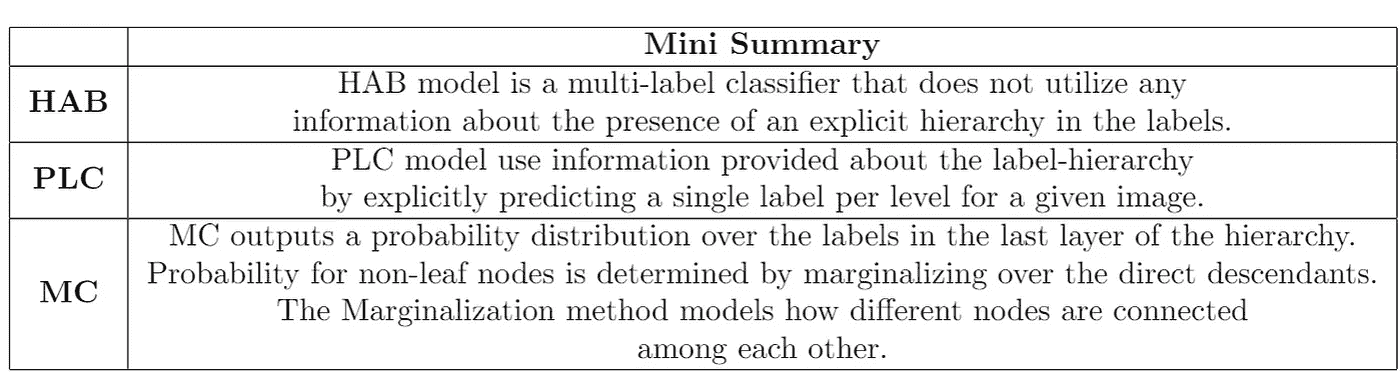 Mini Summary
HAB
HAB model is a multi-label classifier that does not utilize any
information about the presence of an explicit hierarchy in the labels.
PLC
PLC model use information provided about the label-hierarchy
by explicitly predicting a single label per level for a given image.
MC
MC outputs a probability distribution over the labels in the last layer of the hierarchy.
Probability for non-leaf nodes is determined by marginalizing over the direct descendants.
The Marginalization method models how different nodes are connected
among each other.